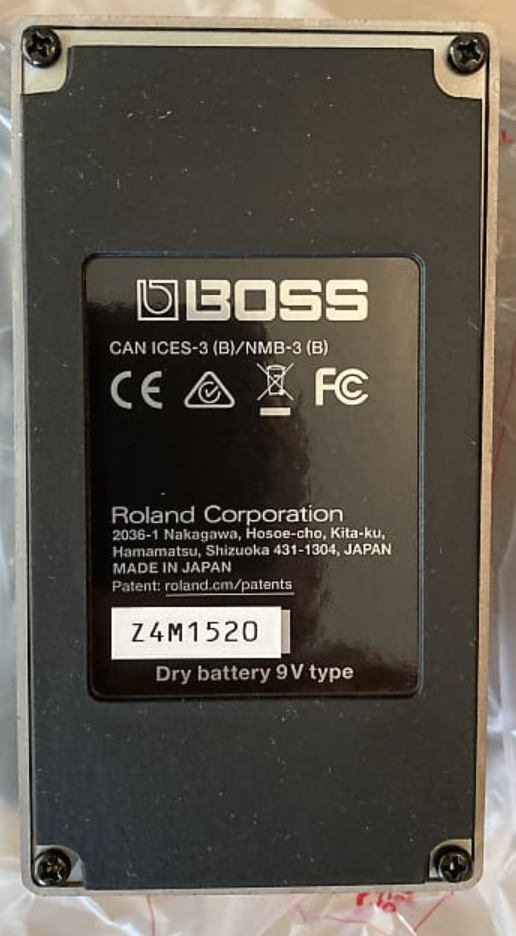 BOSS
CAN ICES-3 (B)/NMB-3 (B)
CE FC
Roland Corporation
2036-1 Nakagawa, Hosoe-cho, Kita-ku,
Hamamatsu, Shizuoka 431-1304, JAPAN
MADE IN JAPAN
Patent: roland.cm/patents
Z4M1520
Dry battery 9V type